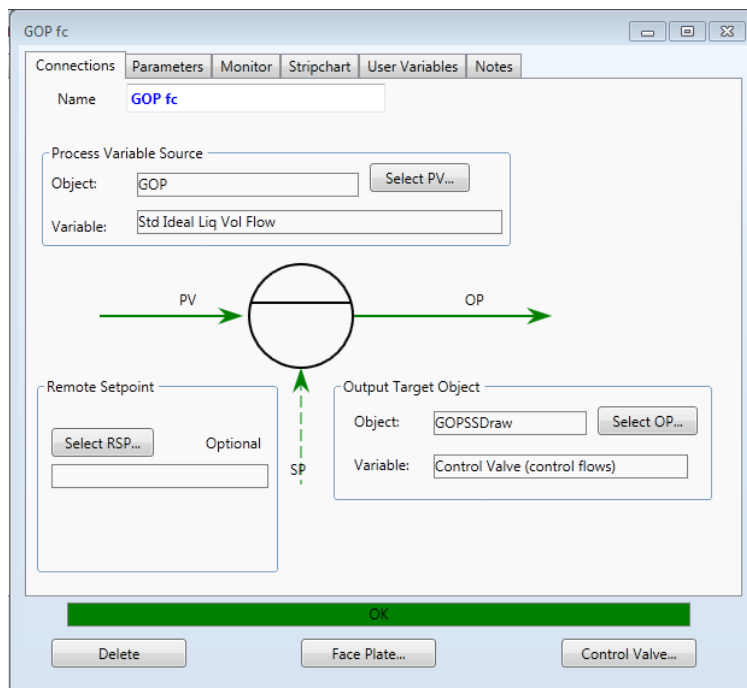 GOP fc
Connections Parameters Monitor Stripchart User Variables Notes
Name GOP fc
Process Variable Source
Object: GOP Select PV...
Variable: Std Ideal Liq Vol Flow
PV OP
Remote Setpoint
Select RSP... Optional
SP
Output Target Object
Object: GOPSSDraw Select OP...
Variable: Control Valve (control flows)
OK
Delete Face Plate... Control Valve...